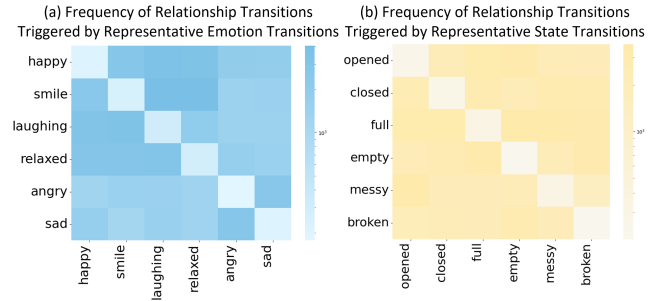 (a) Frequency of Relationship Transitions
Triggered by Representative Emotion Transitions
happy
smile
laughing
relaxed
angry
sad
happy
smile
laughing
relaxed
angry
sad
10³
(b) Frequency of Relationship Transitions
Triggered by Representative State Transitions
opened
closed
full
empty
messy
broken
opened
closed
full
empty
messy
broken